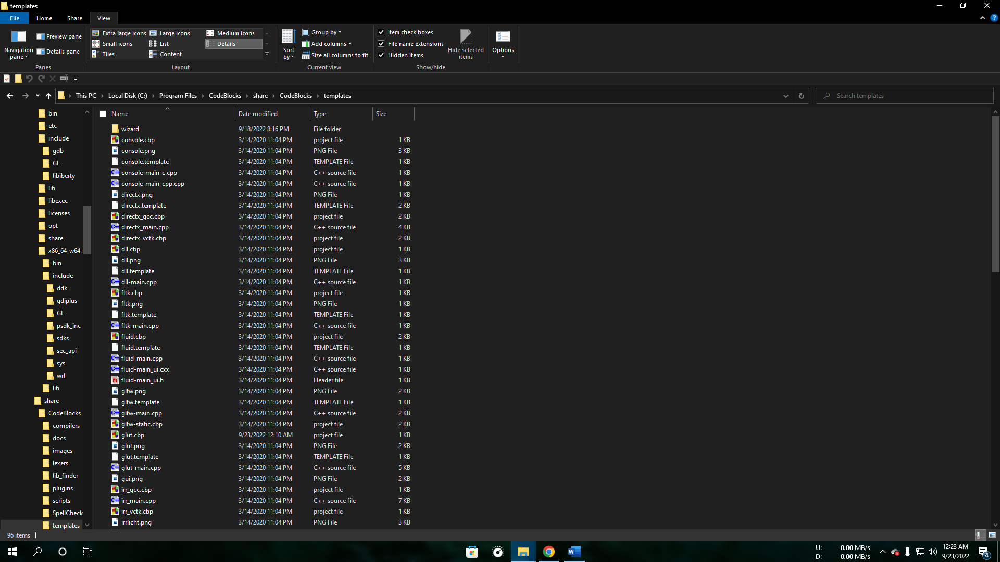 templates
File Home Share View
Navigation pane
Preview pane
Details pane
Panes
Extra large icons Large icons Medium icons
Small icons List Details
Tiles Content
Layout
Sort by
Group by
Add columns
Size all columns to fit
Current view
Item check boxes
File name extensions
Hidden items
Hide selected items
Show/hide
Options
This PC Local Disk (C:) Program Files CodeBlocks share CodeBlocks templates
Search templates
bin
etc
include
gdb
GL
libiberty
lib
libexec
licenses
opt
share
x86_64-w64-
bin
include
ddk
gdiplus
GL
psdk_inc
sdks
sec_api
sys
wrl
lib
share
CodeBlocks
compilers
docs
images
lexers
lib_finder
plugins
scripts
SpellCheck
templates
Name Date modified Type Size
wizard 9/18/2022 8:16 PM File folder
console.cbp 3/14/2020 11:04 PM project file 1 KB
console.png 3/14/2020 11:04 PM PNG File 3 KB
console.template 3/14/2020 11:04 PM TEMPLATE File 1 KB
console-main-c.cpp 3/14/2020 11:04 PM C++ source file 1 KB
console-main-cpp.cpp 3/14/2020 11:04 PM C++ source file 1 KB
directx.png 3/14/2020 11:04 PM PNG File 1 KB
directx.template 3/14/2020 11:04 PM TEMPLATE File 2 KB
directx_gcc.cbp 3/14/2020 11:04 PM project file 2 KB
directx_main.cpp 3/14/2020 11:04 PM C++ source file 4 KB
directx_vctk.cbp 3/14/2020 11:04 PM project file 2 KB
dll.cbp 3/14/2020 11:04 PM project file 1 KB
dll.png 3/14/2020 11:04 PM PNG File 3 KB
dll.template 3/14/2020 11:04 PM TEMPLATE File 1 KB
dll-main.cpp 3/14/2020 11:04 PM C++ source file 1 KB
fltk.cbp 3/14/2020 11:04 PM project file 1 KB
fltk.png 3/14/2020 11:04 PM PNG File 1 KB
fltk.template 3/14/2020 11:04 PM TEMPLATE File 1 KB
fltk-main.cpp 3/14/2020 11:04 PM C++ source file 1 KB
fluid.cbp 3/14/2020 11:04 PM project file 2 KB
fluid.template 3/14/2020 11:04 PM TEMPLATE File 1 KB
fluid-main.cpp 3/14/2020 11:04 PM C++ source file 1 KB
fluid-main_ui.cxx 3/14/2020 11:04 PM C++ source file 1 KB
fluid-main_ui.h 3/14/2020 11:04 PM Header file 1 KB
glfw.png 3/14/2020 11:04 PM PNG File 2 KB
glfw.template 3/14/2020 11:04 PM TEMPLATE File 1 KB
glfw-main.cpp 3/14/2020 11:04 PM C++ source file 2 KB
glfw-static.cbp 3/14/2020 11:04 PM project file 2 KB
glut.cbp 9/23/2022 12:10 AM project file 1 KB
glut.png 3/14/2020 11:04 PM PNG File 2 KB
glut.template 3/14/2020 11:04 PM TEMPLATE File 1 KB
glut-main.cpp 3/14/2020 11:04 PM C++ source file 5 KB
gui.png 3/14/2020 11:04 PM PNG File 2 KB
irr_gcc.cbp 3/14/2020 11:04 PM project file 1 KB
irr_main.cpp 3/14/2020 11:04 PM C++ source file 7 KB
irr_vctk.cbp 3/14/2020 11:04 PM project file 1 KB
irrlicht.png 3/14/2020 11:04 PM PNG File 3 KB
96 items
U: 0.00 MB/s
D: 0.00 MB/s
12:23 AM
9/23/2022
4